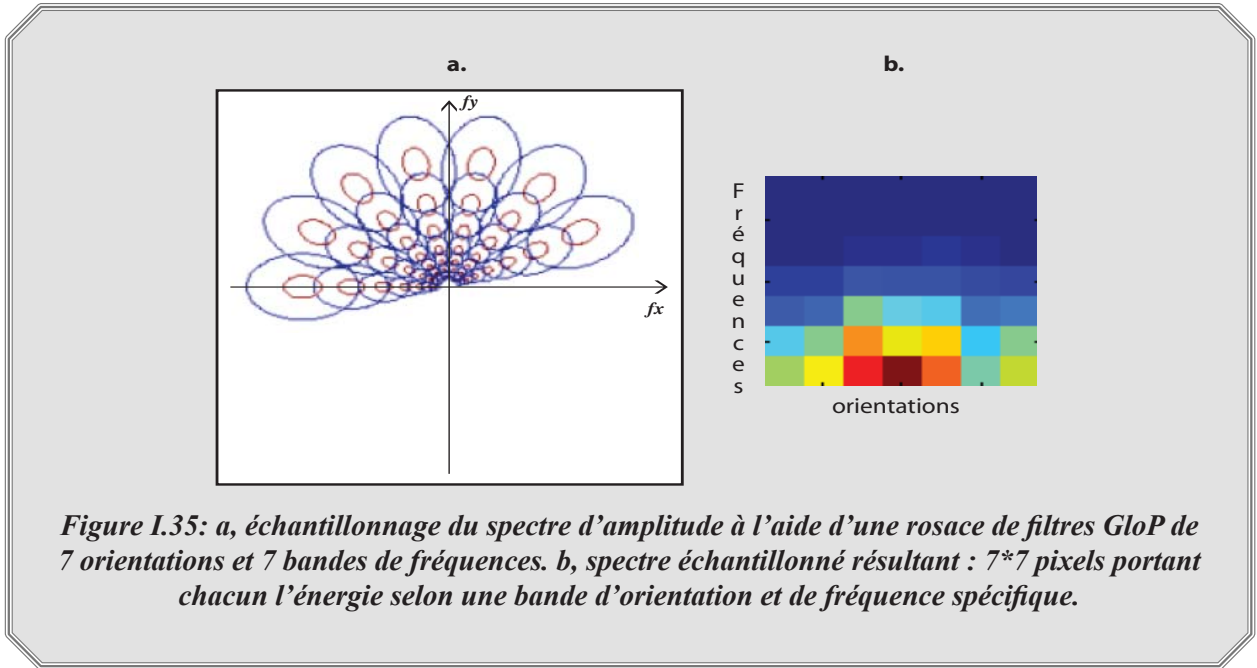 a.
b.
fy
fx
Fréquences
orientations
Figure I.35: a, échantillonnage du spectre d’amplitude à l’aide d’une rosace de filtres GloP de
7 orientations et 7 bandes de fréquences. b, spectre échantillonné résultant : 7*7 pixels portant
chacun l’énergie selon une bande d’orientation et de fréquence spécifique.